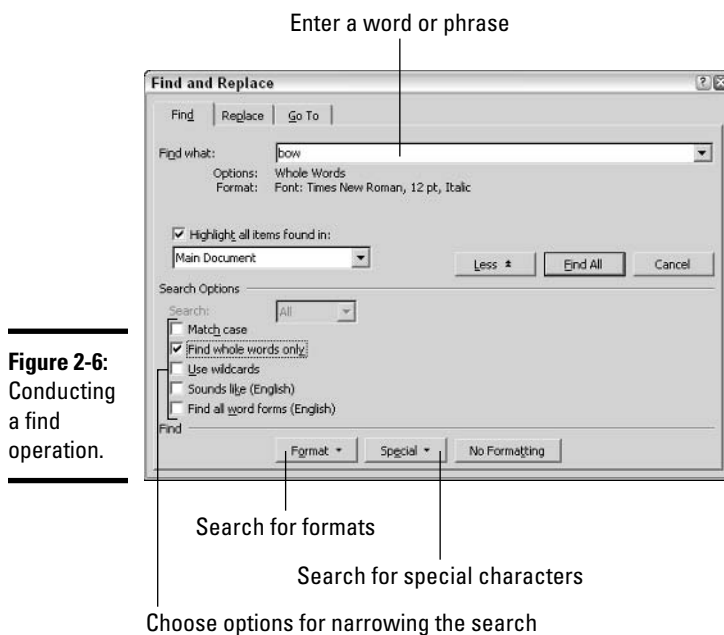 Enter a word or phrase
Find and Replace
Find
Replace
Go To
Find what:
bow
Options: Whole Words
Format: Font: Times New Roman, 12 pt, Italic
Highlight all items found in:
Main Document
Less
Find All
Cancel
Search Options
Search: All
Match case
Find whole words only
Use wildcards
Sounds like (English)
Find all word forms (English)
Find
Format
Special
No Formatting
Figure 2-6:
Conducting
a find
operation.
Search for formats
Search for special characters
Choose options for narrowing the search